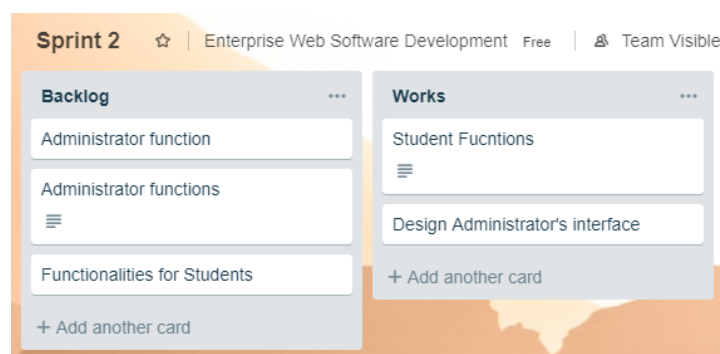 Sprint 2 Enterprise Web Software Development Free Team Visible
Backlog
Administrator function
Administrator functions
Functionalities for Students
+ Add another card
Works
Student Fucntions
Design Administrator's interface
+ Add another card